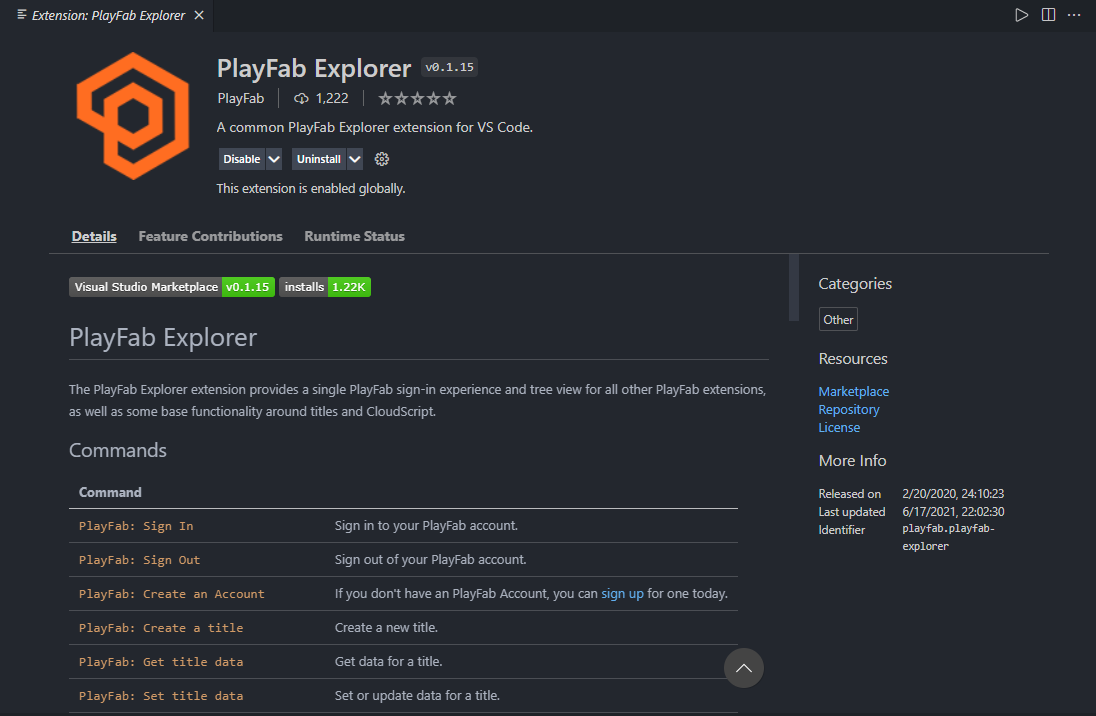 Extension: PlayFab Explorer
PlayFab Explorer v0.1.15
PlayFab 1,222
A common PlayFab Explorer extension for VS Code.
Disable Uninstall
This extension is enabled globally.
Details Feature Contributions Runtime Status
Visual Studio Marketplace v0.1.15 installs 1.22K
PlayFab Explorer
The PlayFab Explorer extension provides a single PlayFab sign-in experience and tree view for all other PlayFab extensions,
as well as some base functionality around titles and CloudScript.
Commands
Command
PlayFab: Sign In Sign in to your PlayFab account.
PlayFab: Sign Out Sign out of your PlayFab account.
PlayFab: Create an Account If you don't have an PlayFab Account, you can sign up for one today.
PlayFab: Create a title Create a new title.
PlayFab: Get title data Get data for a title.
PlayFab: Set title data Set or update data for a title.
Categories
Other
Resources
Marketplace
Repository
License
More Info
Released on 2/20/2020, 24:10:23
Last updated 6/17/2021, 22:02:30
Identifier playfab.playfab-
explorer